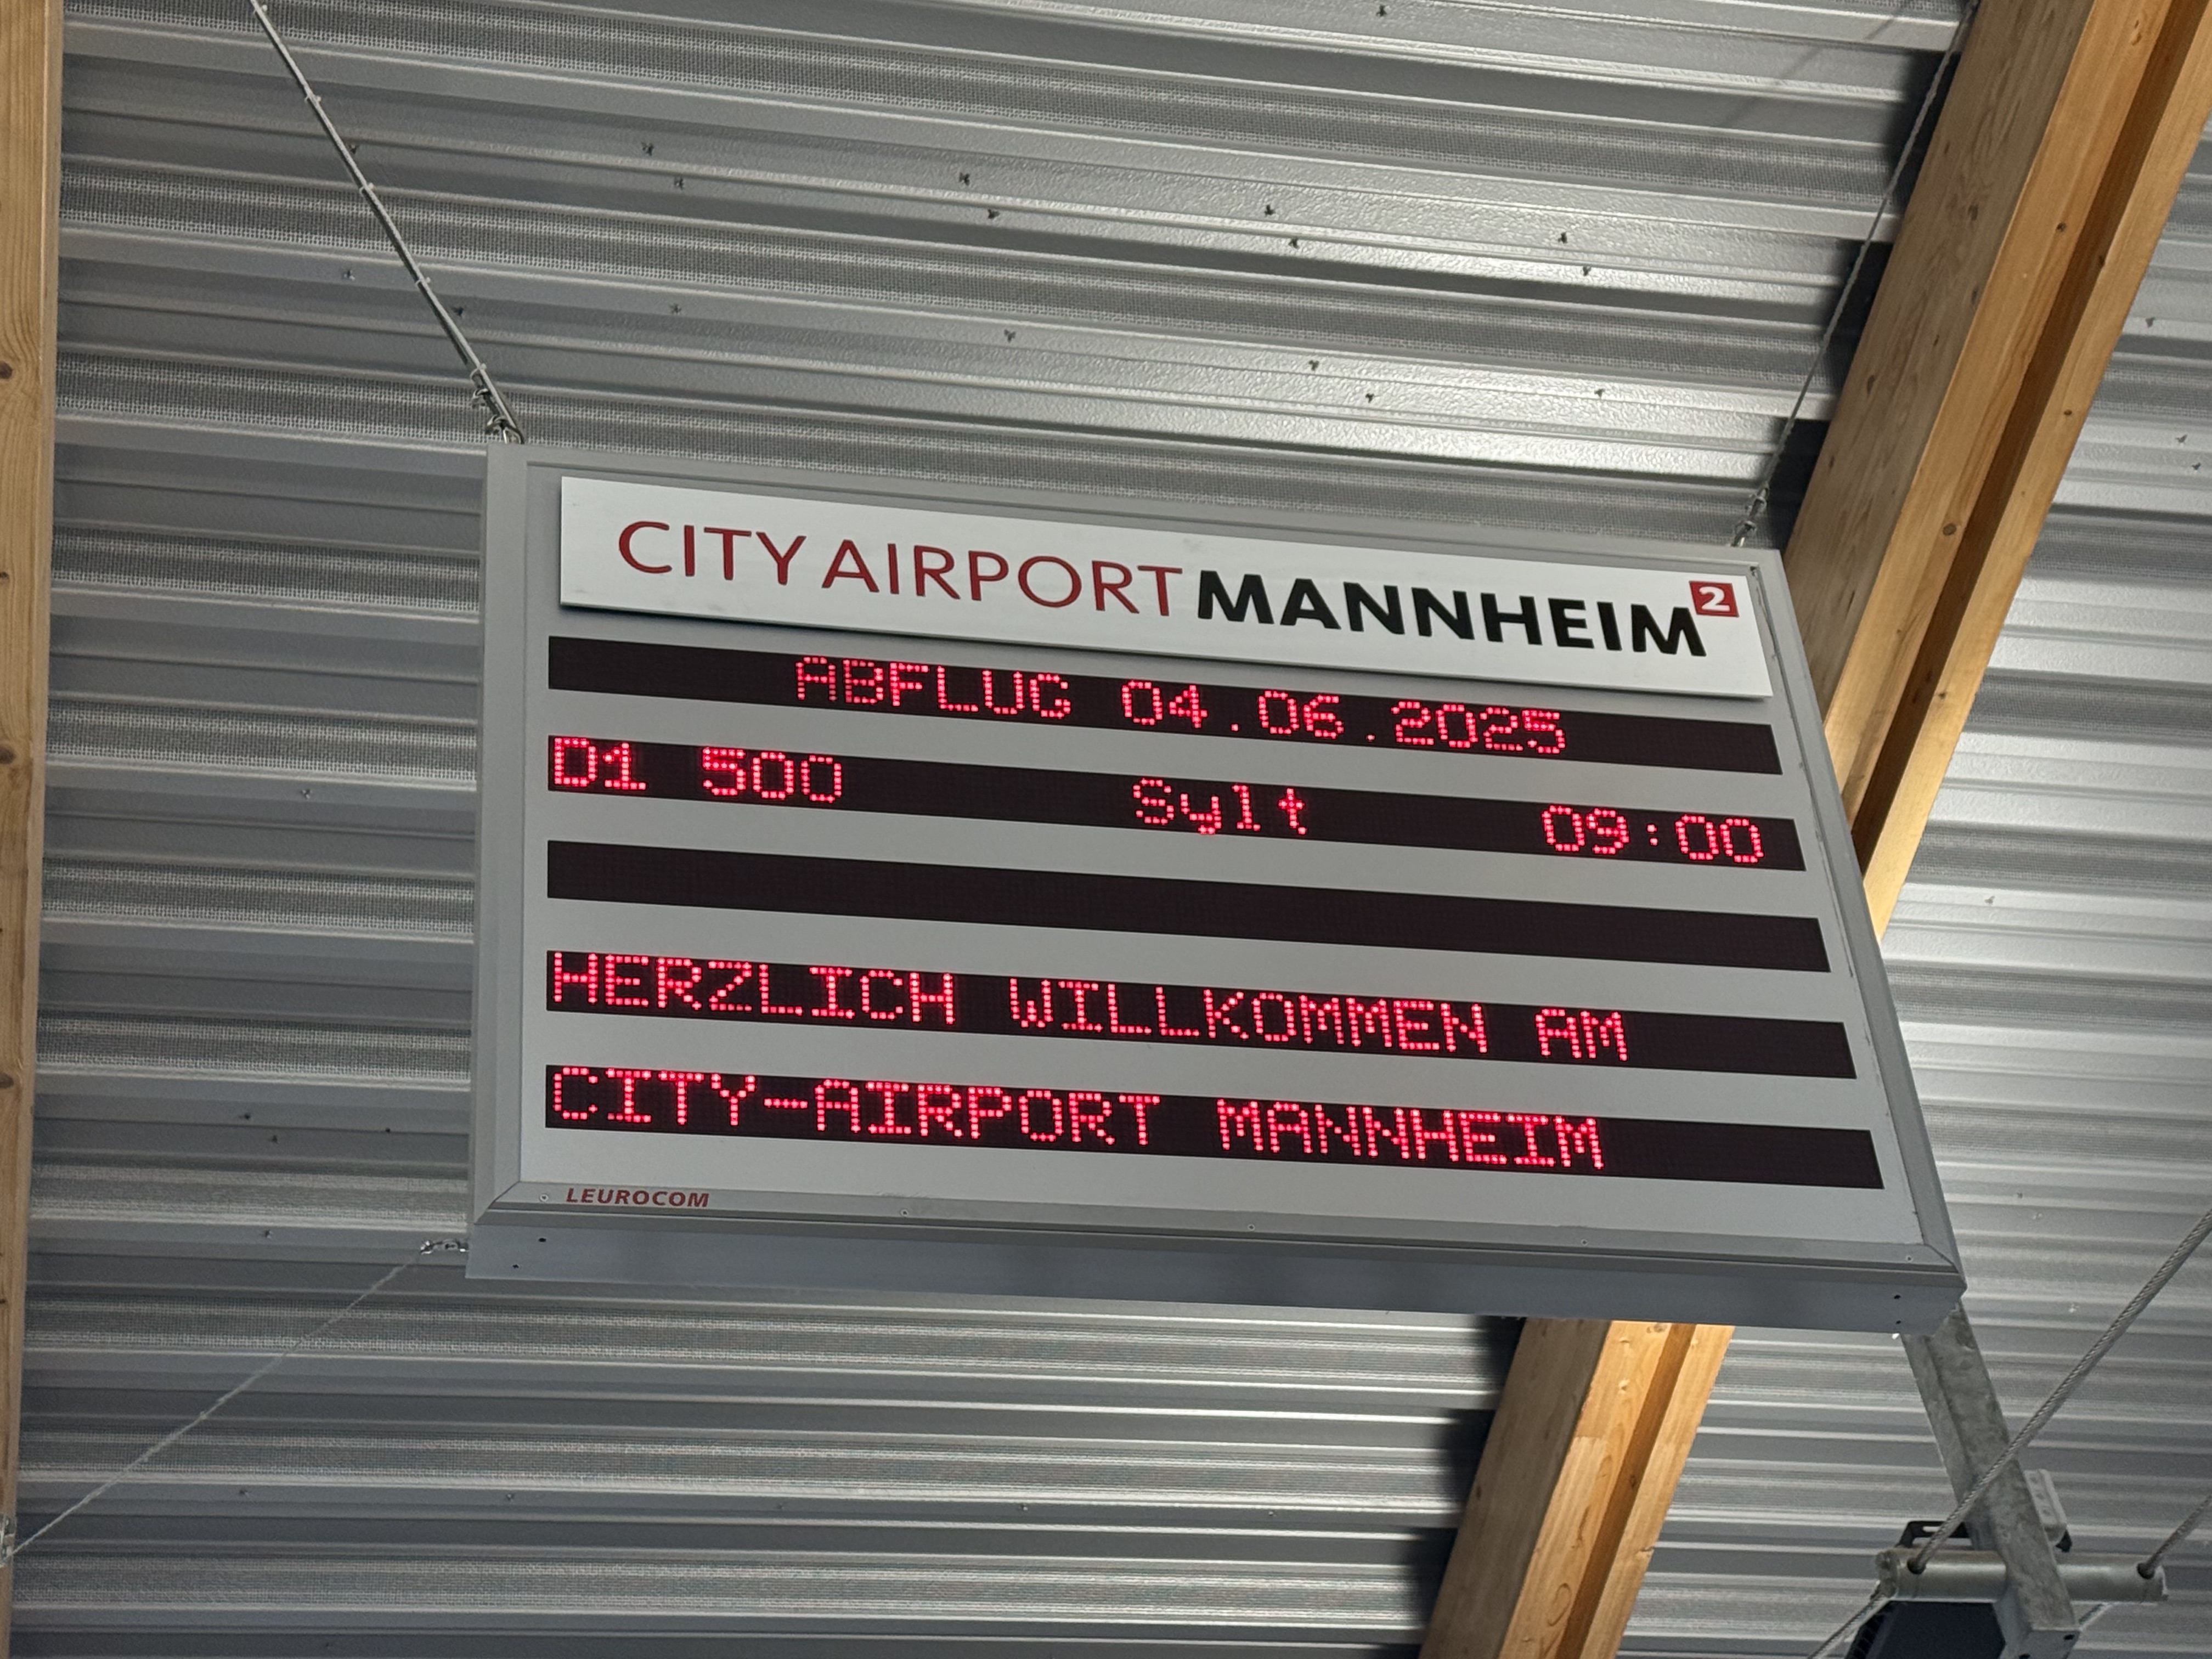 CITY AIRPORT MANNHEIM 2
ABFLUG 04.06.2025
D1 500 Sylt 09:00
HERZLICH WILLKOMMEN AM
CITY-AIRPORT MANNHEIM
LEUROCOM